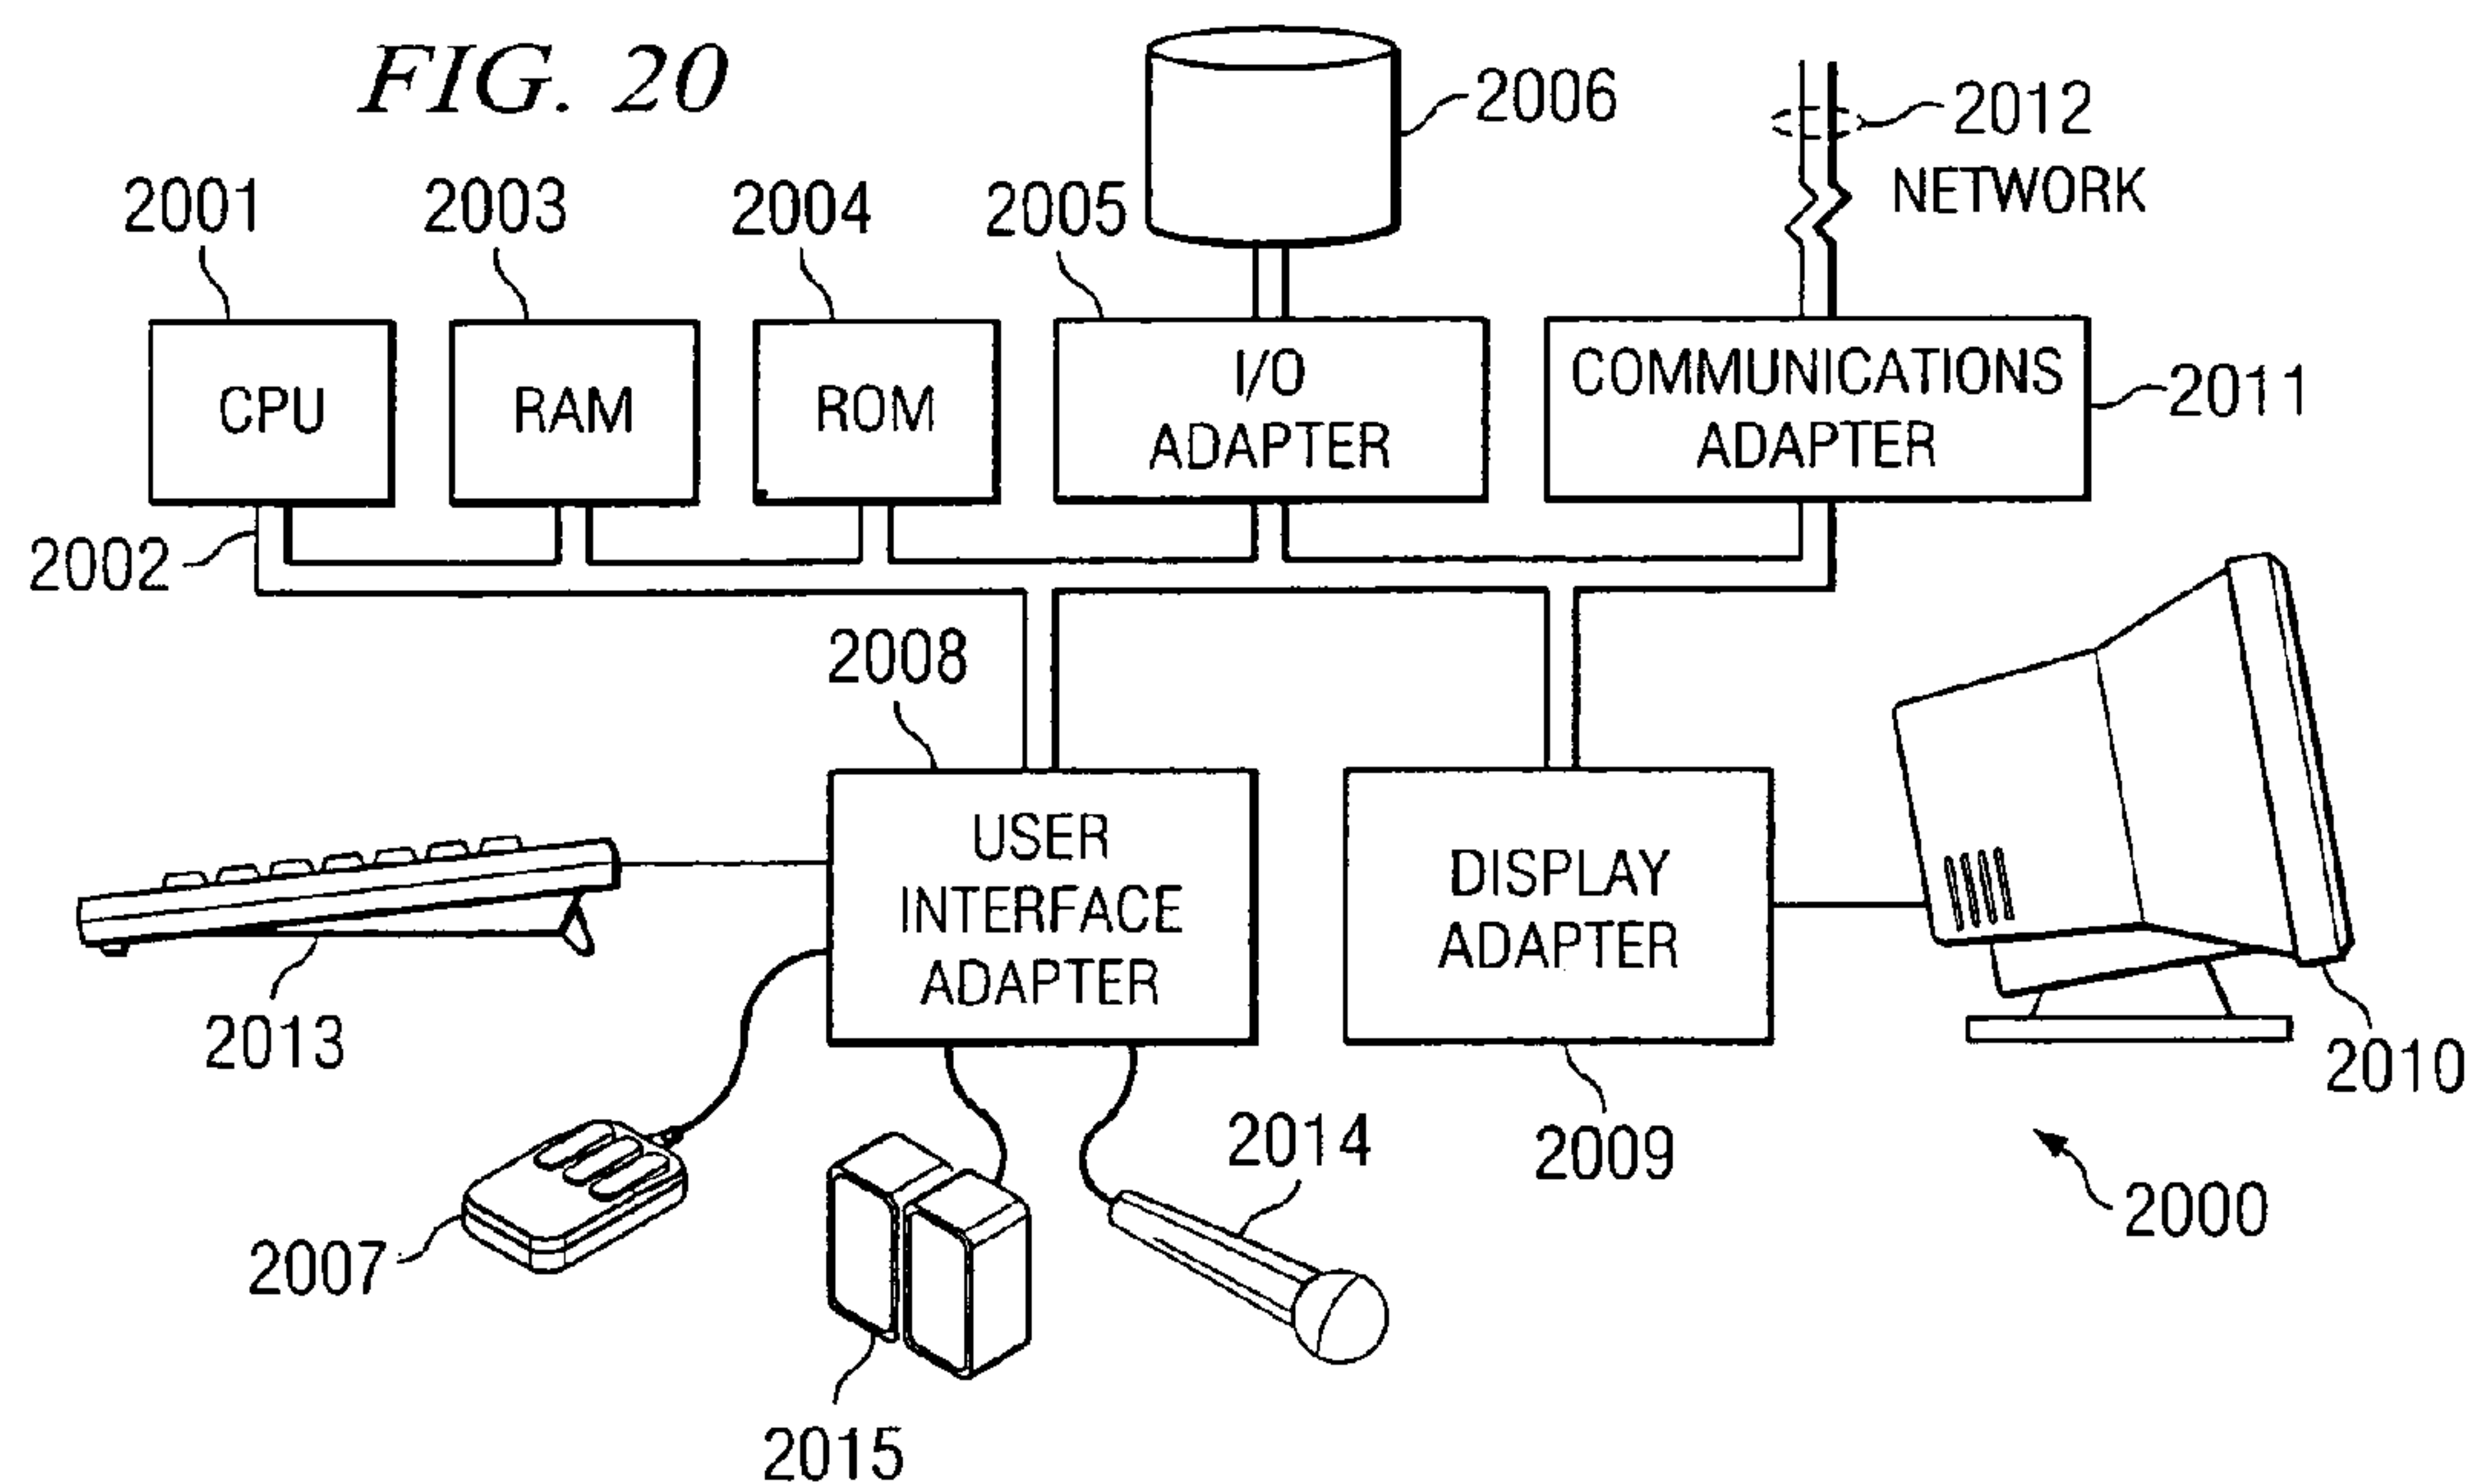 FIG. 20
2006
2012
NETWORK
2001
2003
2004
2005
CPU
RAM
ROM
I/O
ADAPTER
COMMUNICATIONS
ADAPTER
2011
2002
2008
USER
INTERFACE
ADAPTER
DISPLAY
ADAPTER
2013
2010
2007
2014
2009
2000
2015